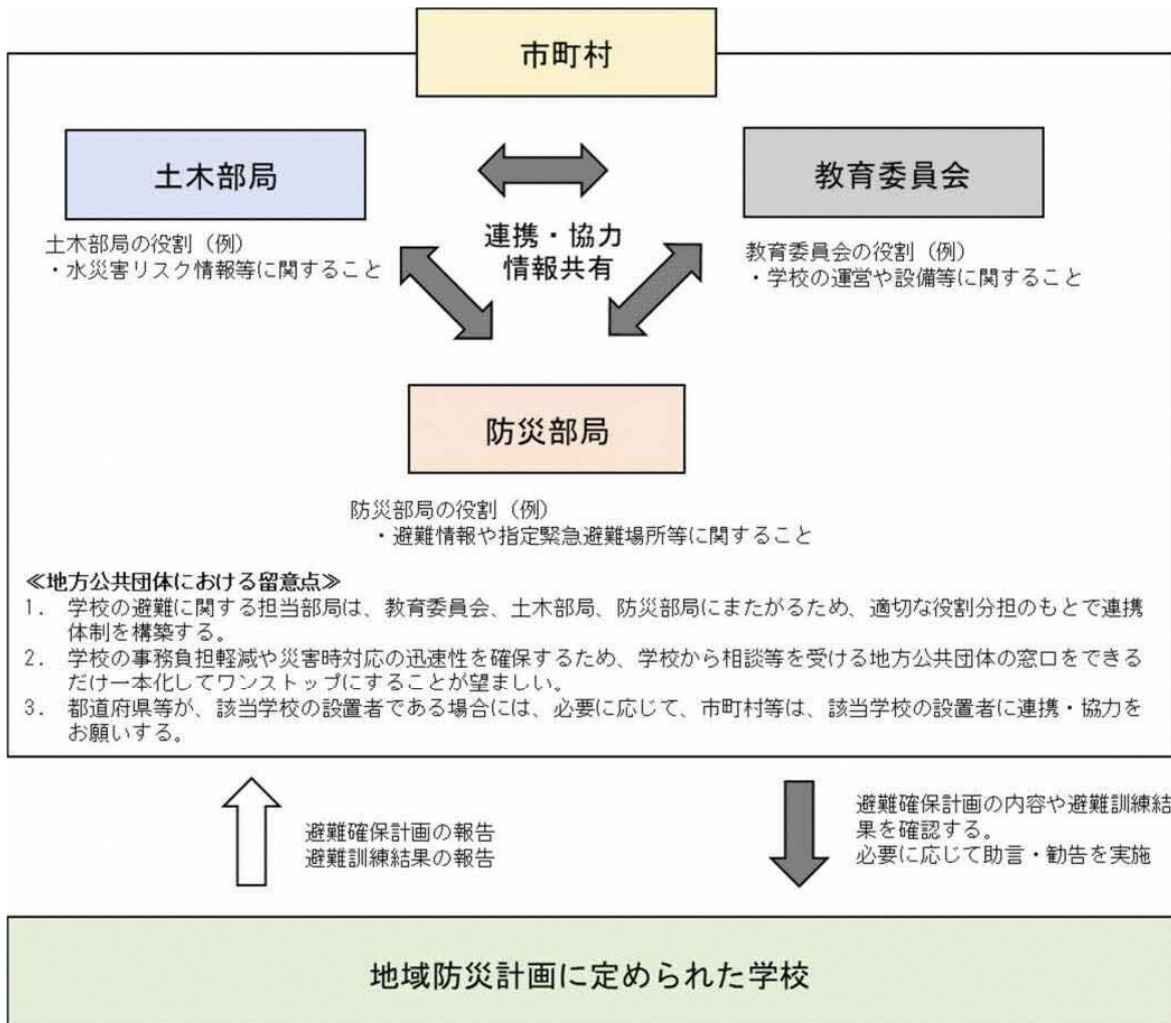 市町村
土木部局
教育委員会
土木部局の役割（例）
・水災害リスク情報等に関すること
連携・協力
情報共有
教育委員会の役割（例）
・学校の運営や設備等に関すること
防災部局
防災部局の役割（例）
・避難情報や指定緊急避難場所等に関すること
≪地方公共団体における留意点≫
1. 学校の避難に関する担当部局は、教育委員会、土木部局、防災部局にまたがるため、適切な役割分担のもとで連携
体制を構築する。
2. 学校の事務負担軽減や災害時対応の迅速性を確保するため、学校から相談等を受ける地方公共団体の窓口をできる
だけ一本化してワンストップにすることが望ましい。
3. 都道府県等が、該当学校の設置者である場合には、必要に応じて、市町村等は、該当学校の設置者に連携・協力を
お願いする。
避難確保計画の報告
避難訓練結果の報告
避難確保計画の内容や避難訓練結
果を確認する。
必要に応じて助言・勧告を実施
地域防災計画に定められた学校